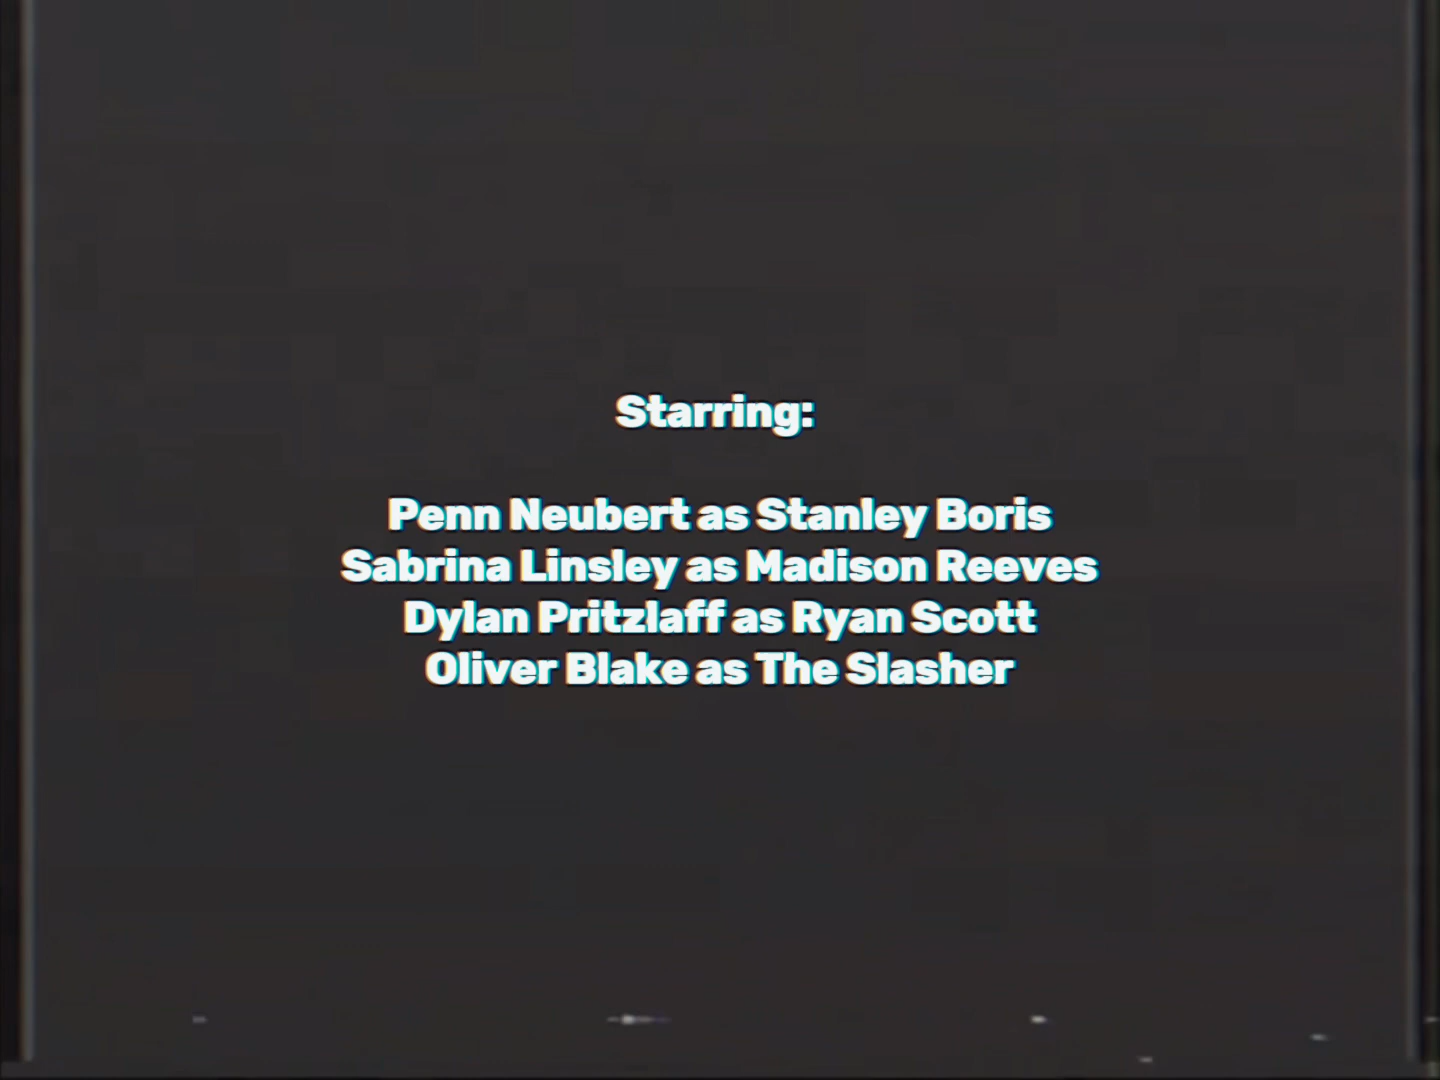 Starring:
Penn Neubert as Stanley Boris
Sabrina Linsley as Madison Reeves
Dylan Pritzlaff as Ryan Scott
Oliver Blake as The Slasher